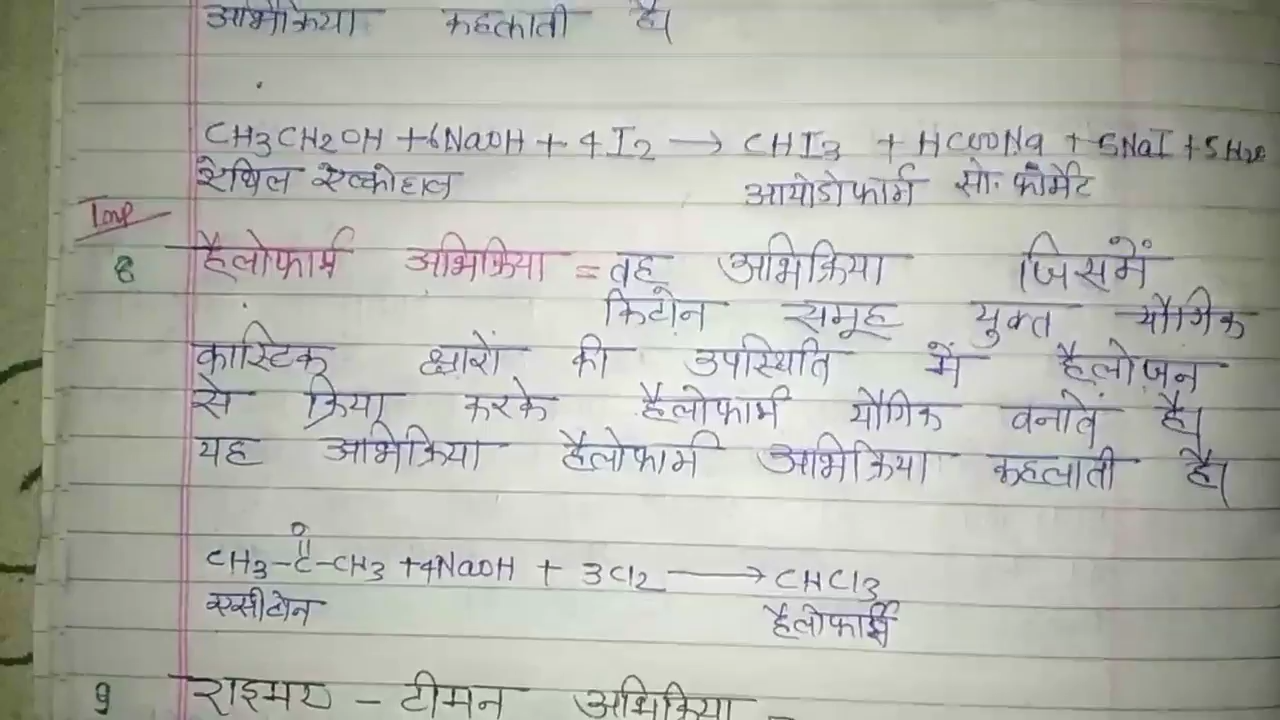 अभिक्रिया कहलाती है।
CH3CH2OH + 6NaOH + 4I2 → CHI3 + HCOONa + 5NaI + 5H2O
ऐथिल एल्कोहाल आयोडोफार्म सो. फॉर्मेट
Imp
8 हैलोफार्म अभिक्रिया = वह अभिक्रिया जिसमें
किटोन समूह युक्त यौगिक
कास्टिक क्षारों की उपस्थिति में हैलोजन
से क्रिया करके हैलोफार्म यौगिक बनातें है।
यह अभिक्रिया हैलोफार्म अभिक्रिया कहलाती है।
O
CH3-C-CH3 + 4NaOH + 3Cl2 → CHCl3
एसीटोन हैलोफार्म
9 राइमर - टीमन अभिक्रिया -